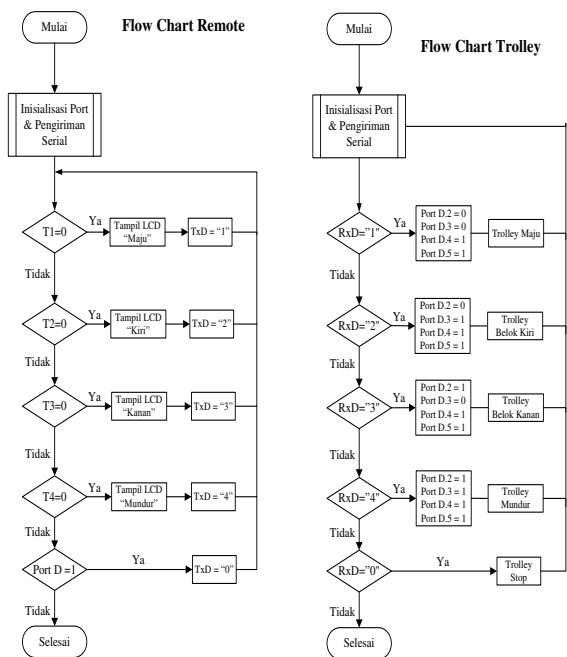 Flow Chart Remote
Mulai
Inisialisasi Port
& Pengiriman
Serial
T1=0
Ya
Tampil LCD
“Maju”
TxD = “1”
Tidak
T2=0
Ya
Tampil LCD
“Kiri”
TxD = “2”
Tidak
T3=0
Ya
Tampil LCD
“Kanan”
TxD = “3”
Tidak
T4=0
Ya
Tampil LCD
“Mundur”
TxD = “4”
Tidak
Port D =1
Ya
TxD = “0”
Tidak
Selesai
Flow Chart Trolley
Mulai
Inisialisasi Port
& Pengiriman
Serial
RxD=”1"
Ya
Port D.2 = 0
Port D.3 = 0
Port D.4 = 1
Port D.5 = 1
Trolley Maju
Tidak
RxD=”2"
Ya
Port D.2 = 0
Port D.3 = 1
Port D.4 = 1
Port D.5 = 1
Trolley
Belok Kiri
Tidak
RxD=”3"
Ya
Port D.2 = 1
Port D.3 = 0
Port D.4 = 1
Port D.5 = 1
Trolley
Belok Kanan
Tidak
RxD=”4"
Ya
Port D.2 = 1
Port D.3 = 1
Port D.4 = 1
Port D.5 = 1
Trolley
Mundur
Tidak
RxD=”0"
Ya
Trolley
Stop
Tidak
Selesai